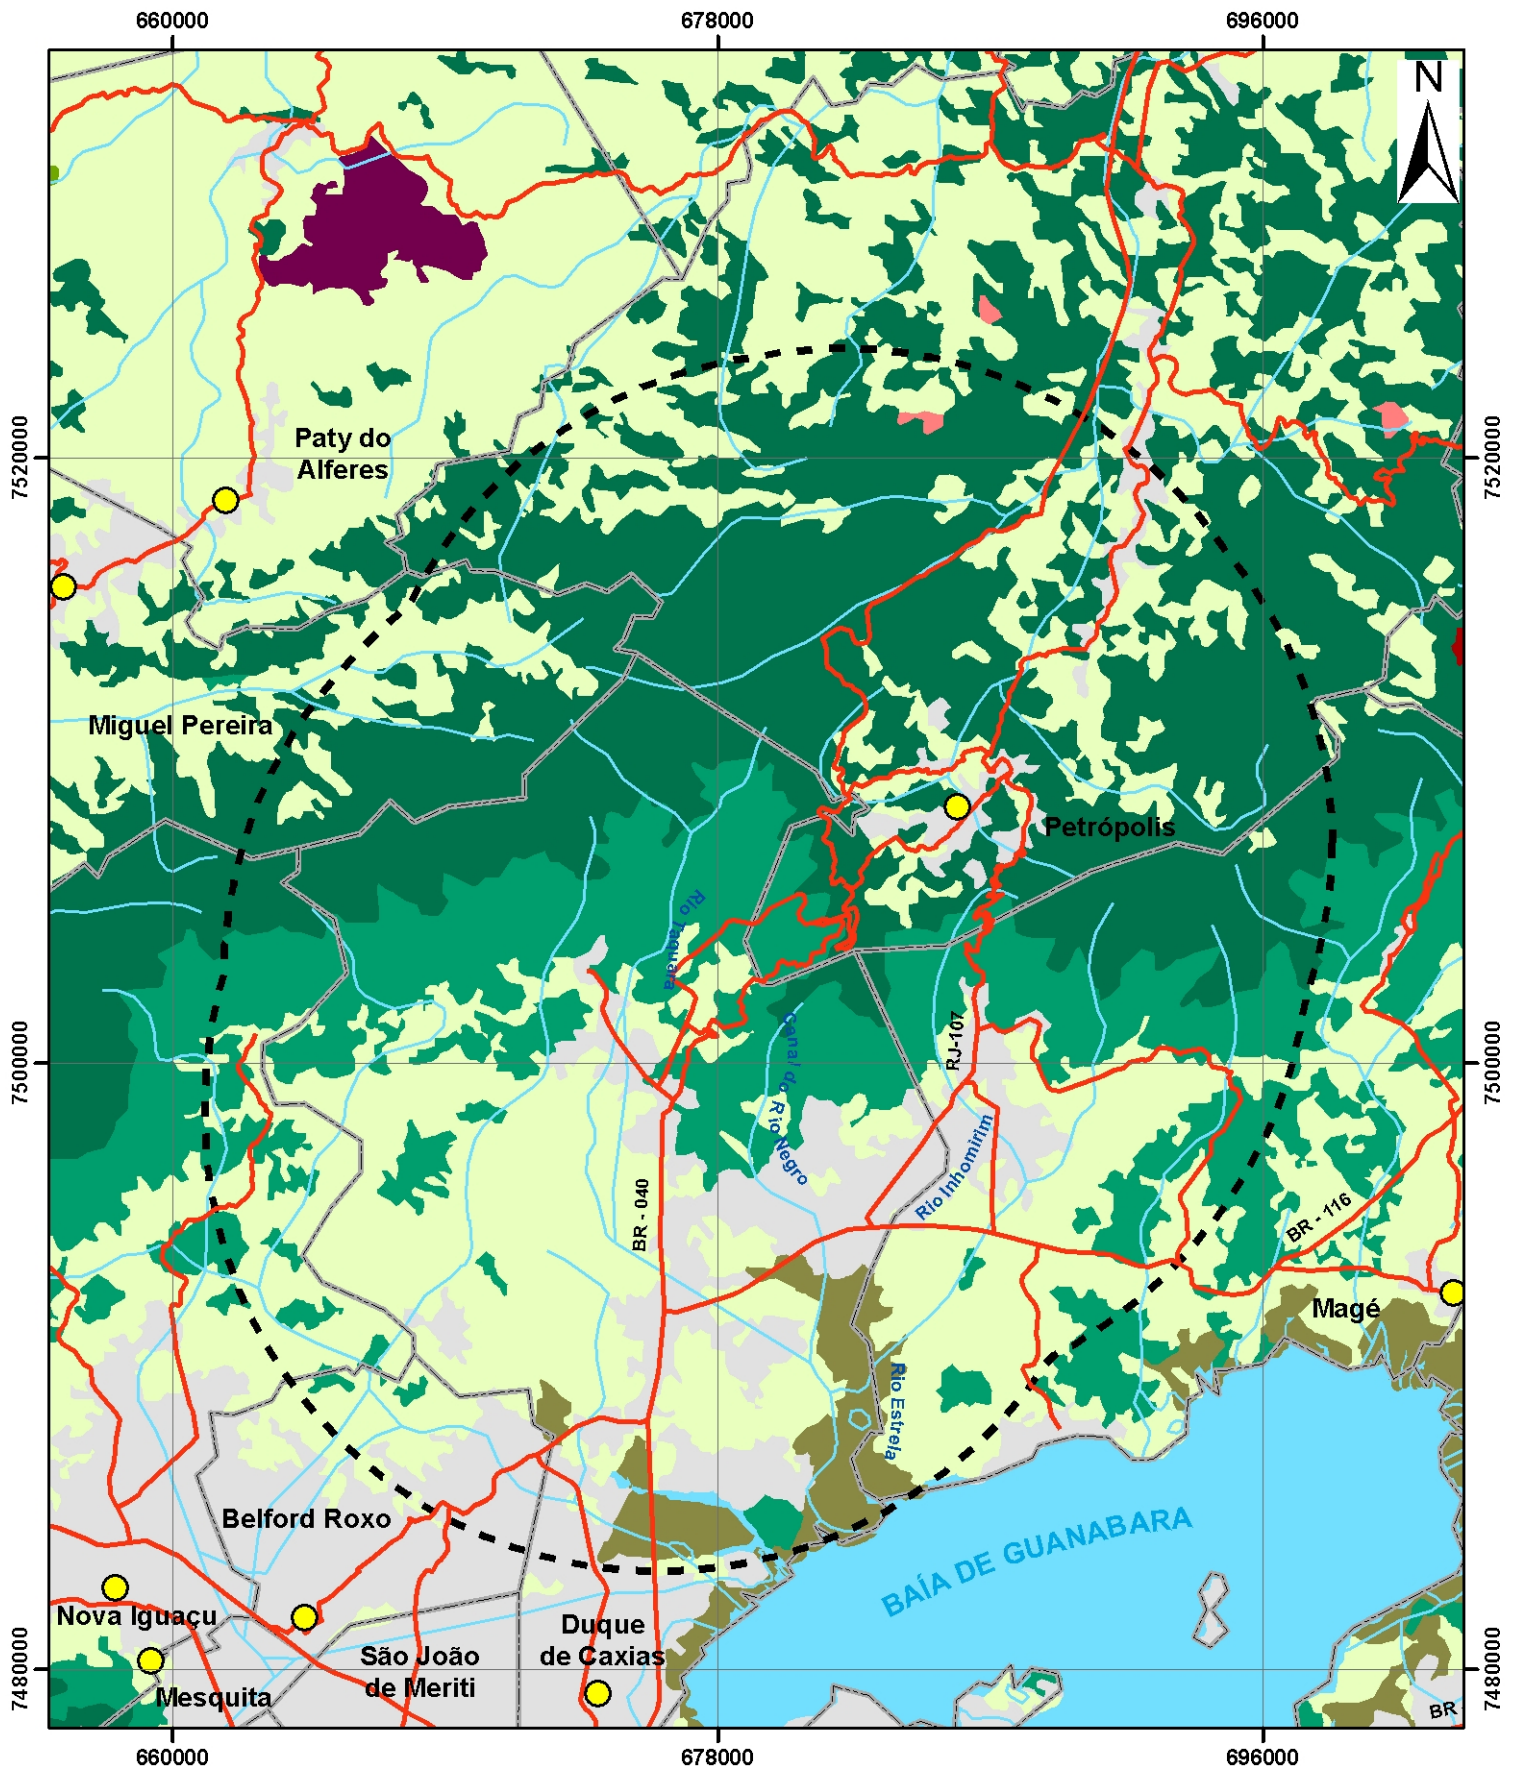 660000
678000
696000
N
7520000
7520000
Paty do
Alferes
Miguel Pereira
Petrópolis
Rio Taquara
Canal do Rio Negro
RJ-107
7500000
7500000
Rio Inhomirim
BR - 040
BR - 116
Magé
Rio Estrela
Belford Roxo
BAÍA DE GUANABARA
Nova Iguaçu
Duque
de Caxias
São João
de Meriti
Mesquita
7480000
7480000
BR -
660000
678000
696000